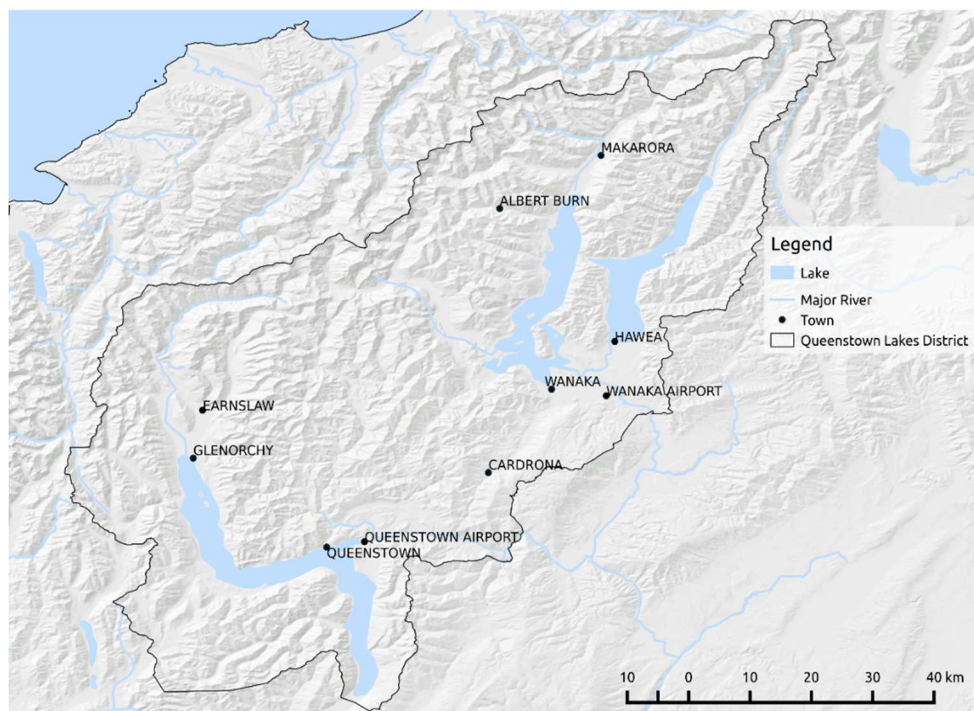 MAKARORA
ALBERT BURN
Legend
Lake
Major River
Town
Queenstown Lakes District
HAWEA
WANAKA
WANAKA AIRPORT
EARNSLAW
GLENORCHY
CARDRONA
QUEENSTOWN AIRPORT
QUEENSTOWN
10 0 10 20 30 40 km